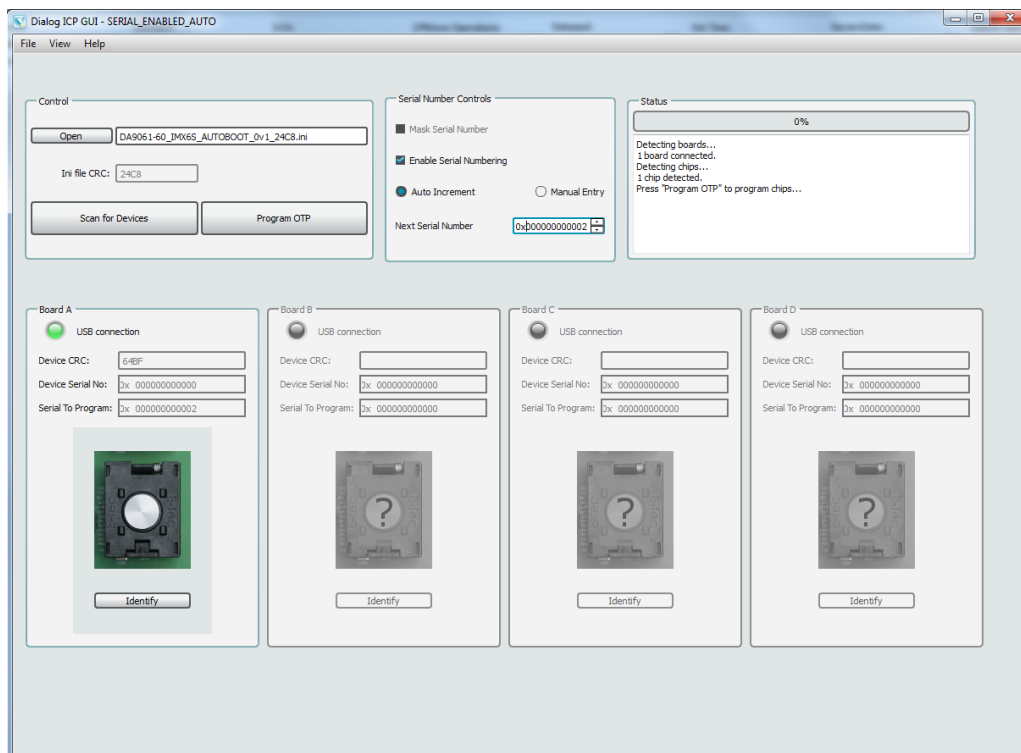 Dialog ICP GUI - SERIAL_ENABLED_AUTO
File View Help
Control
Open DA9061-60_IMX6S_AUTOBOOT_0v1_24C8.ini
Ini file CRC: 24C8
Scan for Devices Program OTP
Serial Number Controls
Mask Serial Number
Enable Serial Numbering
Auto Increment Manual Entry
Next Serial Number 0x000000000002
Status
0%
Detecting boards...
1 board connected.
Detecting chips...
1 chip detected.
Press "Program OTP" to program chips...
Board A
USB connection
Device CRC: 64BF
Device Serial No: 0x 000000000000
Serial To Program: 0x 000000000002
Identify
Board B
USB connection
Device CRC:
Device Serial No: 0x 000000000000
Serial To Program: 0x 000000000000
?
Identify
Board C
USB connection
Device CRC:
Device Serial No: 0x 000000000000
Serial To Program: 0x 000000000000
?
Identify
Board D
USB connection
Device CRC:
Device Serial No: 0x 000000000000
Serial To Program: 0x 000000000000
?
Identify